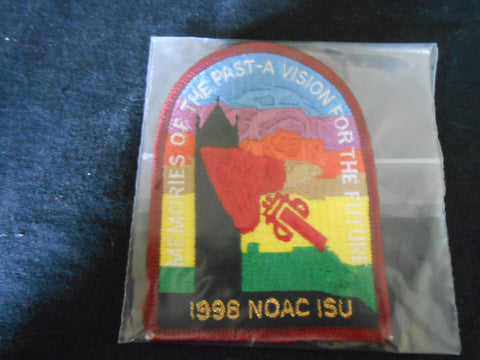 MEMORIES OF THE PAST-A VISION FOR THE FUTURE
1998 NOAC ISU